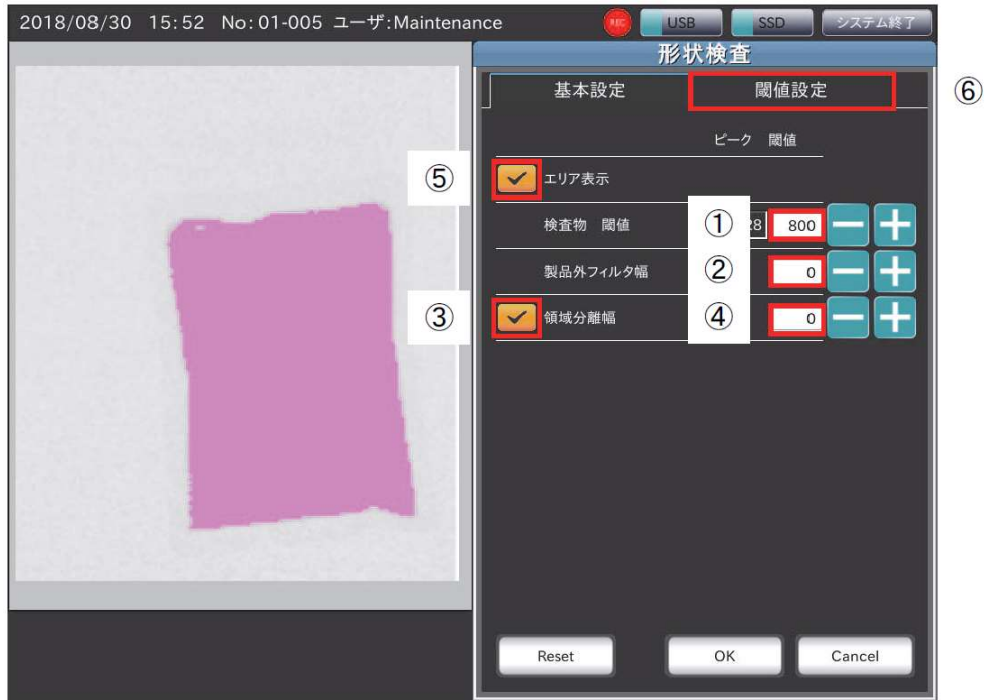 2018/08/30 15:52 No:01-005 ユーザ:Maintenance REC USB SSD システム終了
形状検査
基本設定 閾値設定 ⑥
ピーク 閾値
⑤ エリア表示
検査物 閾値 ① 28 800
製品外フィルタ幅 ② 0
③ 領域分離幅 ④ 0
Reset OK Cancel